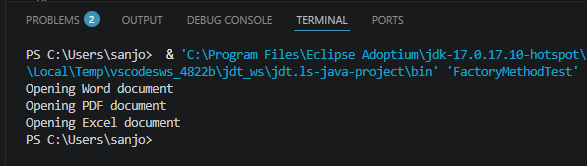 PROBLEMS 2 OUTPUT DEBUG CONSOLE TERMINAL PORTS
PS C:\Users\sanjo>  & 'C:\Program Files\Eclipse Adoptium\jdk-17.0.17.10-hotspot\
\Local\Temp\vscodesws_4822b\jdt_ws\jdt.ls-java-project\bin' 'FactoryMethodTest'
Opening Word document
Opening PDF document
Opening Excel document
PS C:\Users\sanjo>